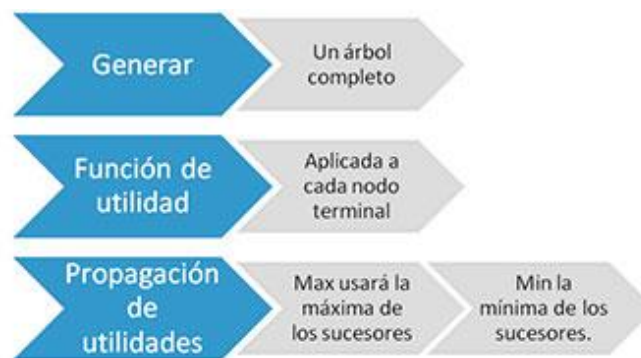 Generar
Un árbol
completo
Función de
utilidad
Aplicada a
cada nodo
terminal
Propagación
de
utilidades
Max usará la
máxima de
los sucesores
Min la
mínima de los
sucesores.